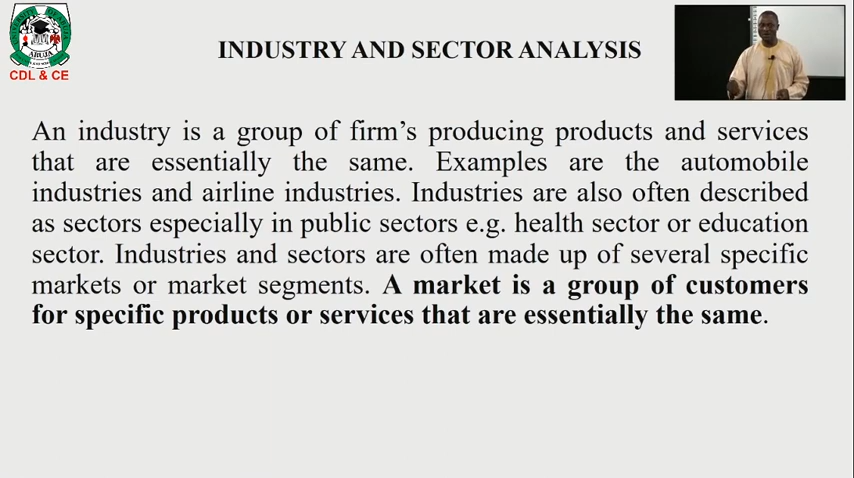 INDUSTRY AND SECTOR ANALYSIS
ABUJA
CDL & CE
An industry is a group of firm’s producing products and services
that are essentially the same. Examples are the automobile
industries and airline industries. Industries are also often described
as sectors especially in public sectors e.g. health sector or education
sector. Industries and sectors are often made up of several specific
markets or market segments. A market is a group of customers
for specific products or services that are essentially the same.